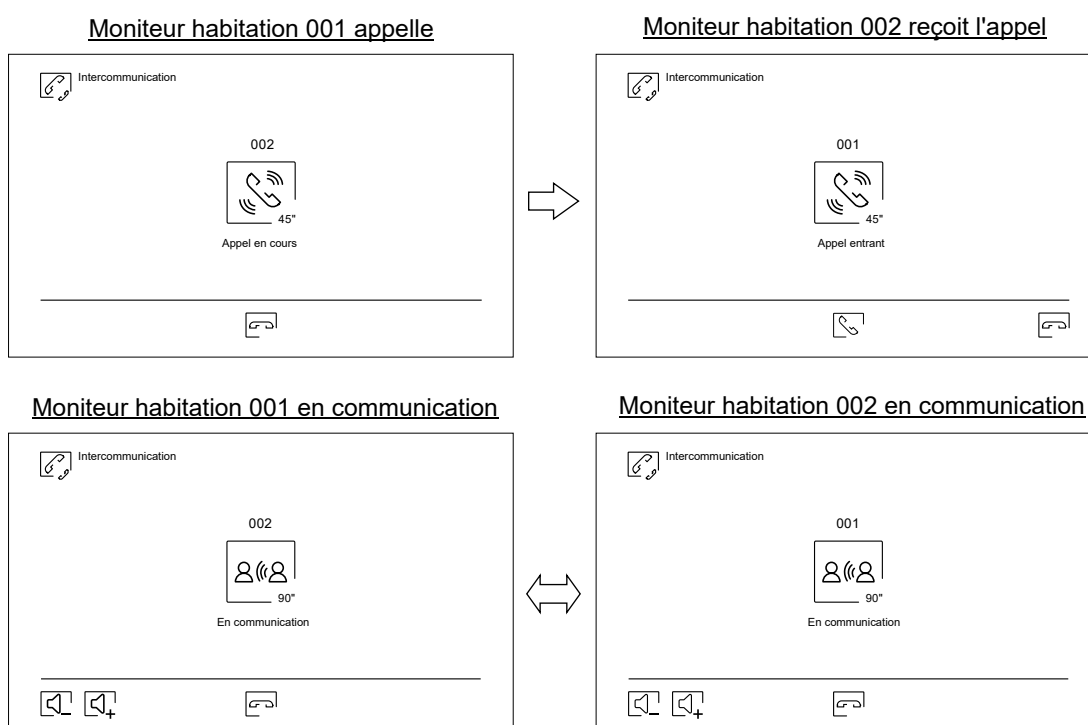 Moniteur habitation 001 appelle
Intercommunication
002
45"
Appel en cours
Moniteur habitation 002 reçoit l'appel
Intercommunication
001
45"
Appel entrant
Moniteur habitation 001 en communication
Intercommunication
002
90"
En communication
Moniteur habitation 002 en communication
Intercommunication
001
90"
En communication